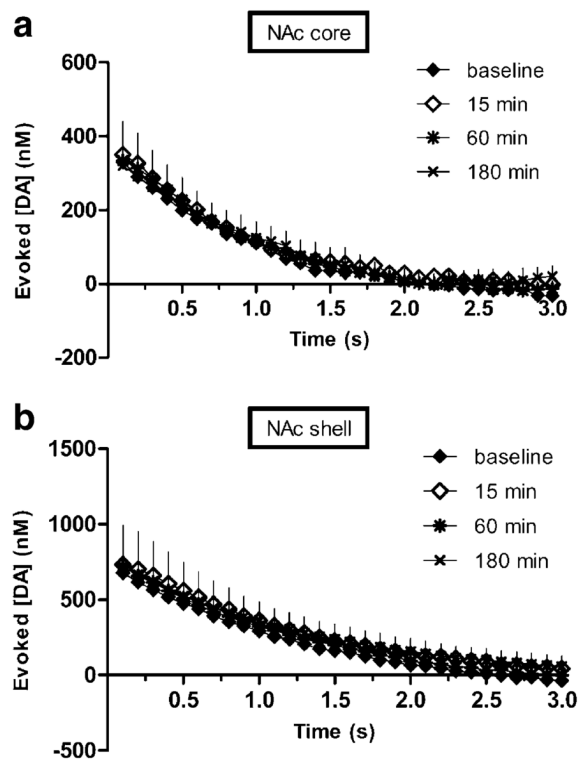 a
NAc core
baseline
15 min
60 min
180 min
Evoked [DA] (nM)
600
400
200
0
-200
0.5 1.0 1.5 2.0 2.5 3.0
Time (s)
b
NAc shell
baseline
15 min
60 min
180 min
Evoked [DA] (nM)
1500
1000
500
0
-500
0.5 1.0 1.5 2.0 2.5 3.0
Time (s)